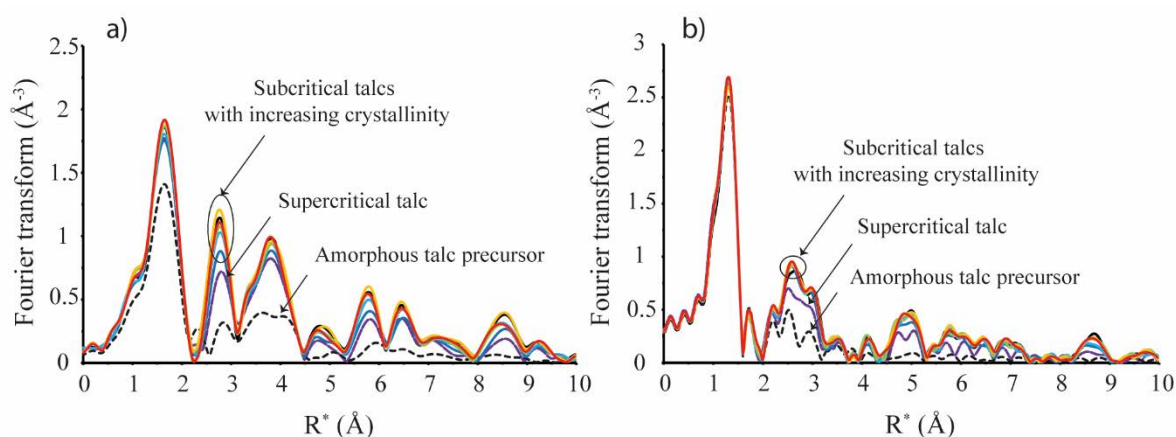 a)
Fourier transform (Å-3)
2.5
2
1.5
1
0.5
0
Subcritical talcs
with increasing crystallinity
Supercritical talc
Amorphous talc precursor
0 1 2 3 4 5 6 7 8 9 10
R* (Å)
b)
Fourier transform (Å-3)
3
2.5
2
1.5
1
0.5
0
Subcritical talcs
with increasing crystallinity
Supercritical talc
Amorphous talc precursor
0 1 2 3 4 5 6 7 8 9 10
R* (Å)